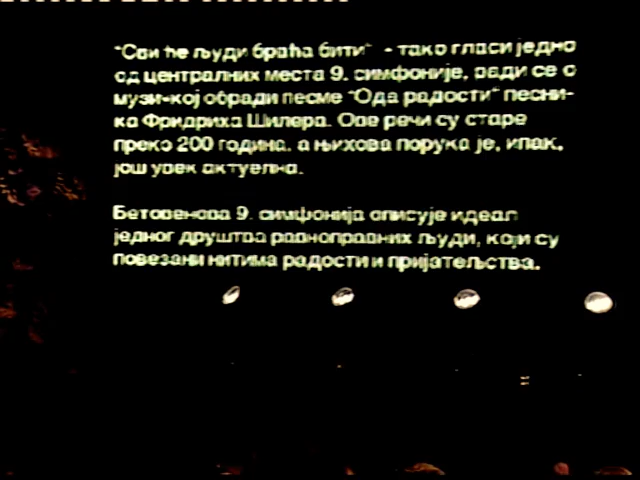 "Сви ће људи браћа бити" - тако гласи једно
од централних места 9. симфоније, ради се о
музичкој обради песме "Ода радости" песни-
ка Фридриха Шилера. Ове речи су старе
преко 200 година, а њихова порука је, ипак,
још увек актуелна.
Бетовенова 9. симфонија описује идеал
једног друштва равноправних људи, који су
повезани нитима радости и пријатељства.